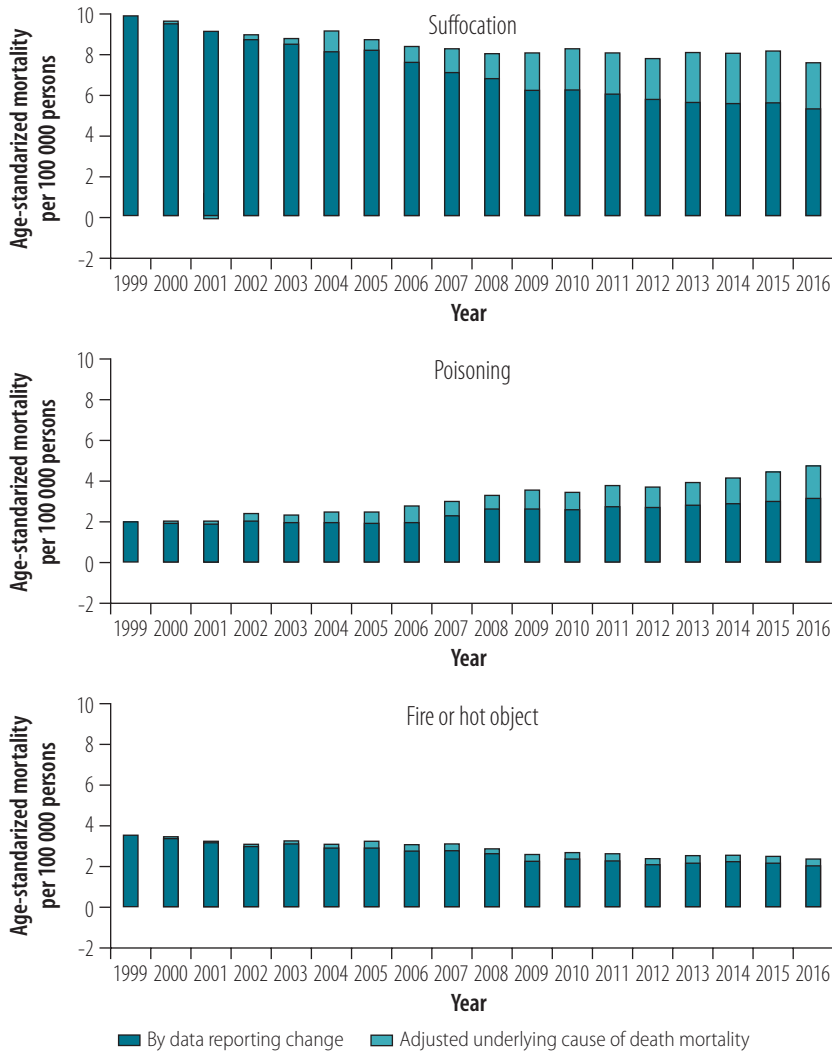 Suffocation
Age-standarized mortality
per 100 000 persons
10
8
6
4
2
0
-2
1999 2000 2001 2002 2003 2004 2005 2006 2007 2008 2009 2010 2011 2012 2013 2014 2015 2016
Year
Poisoning
Age-standarized mortality
per 100 000 persons
10
8
6
4
2
0
-2
1999 2000 2001 2002 2003 2004 2005 2006 2007 2008 2009 2010 2011 2012 2013 2014 2015 2016
Year
Fire or hot object
Age-standarized mortality
per 100 000 persons
10
8
6
4
2
0
-2
1999 2000 2001 2002 2003 2004 2005 2006 2007 2008 2009 2010 2011 2012 2013 2014 2015 2016
Year
By data reporting change Adjusted underlying cause of death mortality